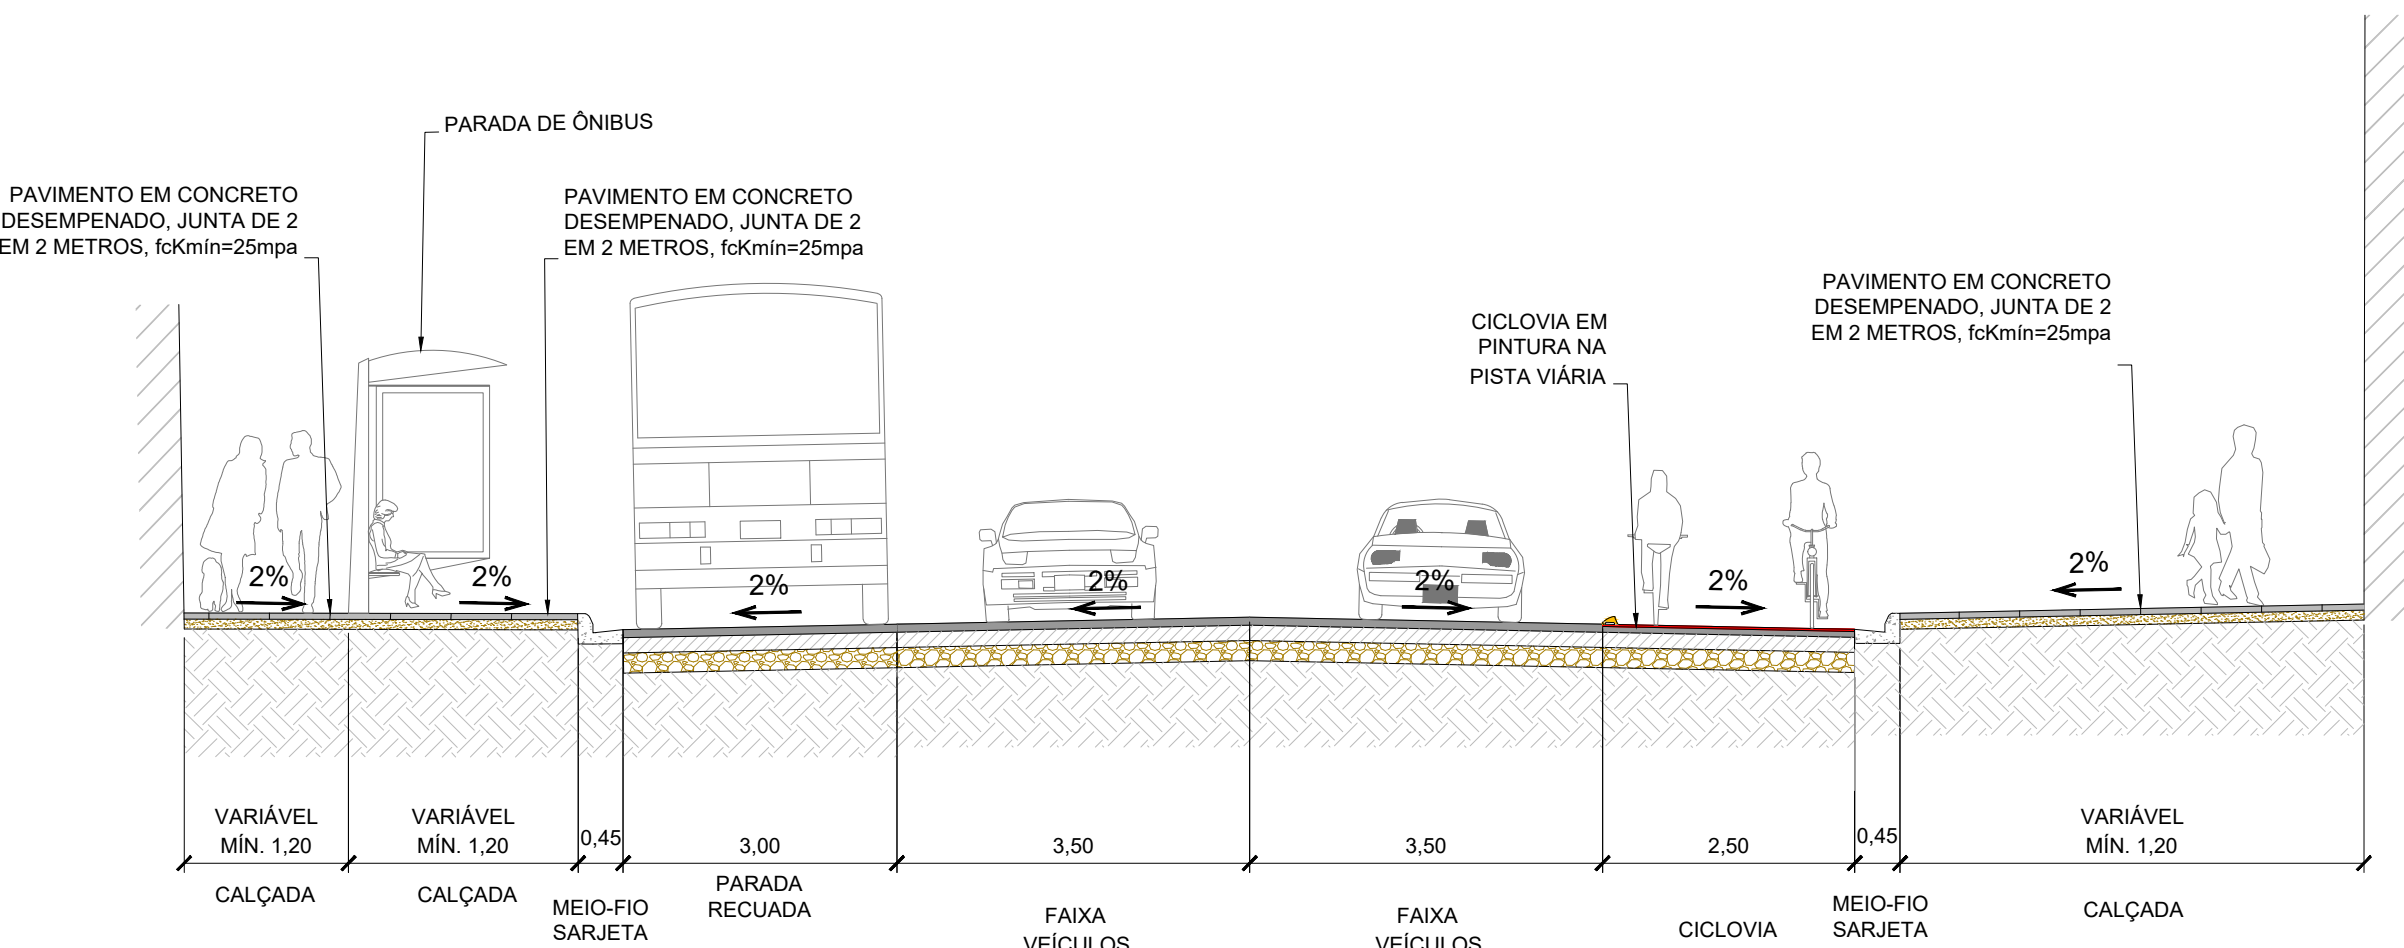 PARADA DE ÔNIBUS
PAVIMENTO EM CONCRETO
DESEMPENADO, JUNTA DE 2
EM 2 METROS, fcKmín=25mpa
PAVIMENTO EM CONCRETO
DESEMPENADO, JUNTA DE 2
EM 2 METROS, fcKmín=25mpa
PAVIMENTO EM CONCRETO
DESEMPENADO, JUNTA DE 2
EM 2 METROS, fcKmín=25mpa
CICLOVIA EM
PINTURA NA
PISTA VIÁRIA
2%
2%
2%
2%
2%
2%
2%
VARIÁVEL
MÍN. 1,20
VARIÁVEL
MÍN. 1,20
0,45
3,00
3,50
3,50
2,50
0,45
VARIÁVEL
MÍN. 1,20
CALÇADA
CALÇADA
MEIO-FIO
SARJETA
PARADA
RECUADA
FAIXA
VEÍCULOS
FAIXA
VEÍCULOS
CICLOVIA
MEIO-FIO
SARJETA
CALÇADA